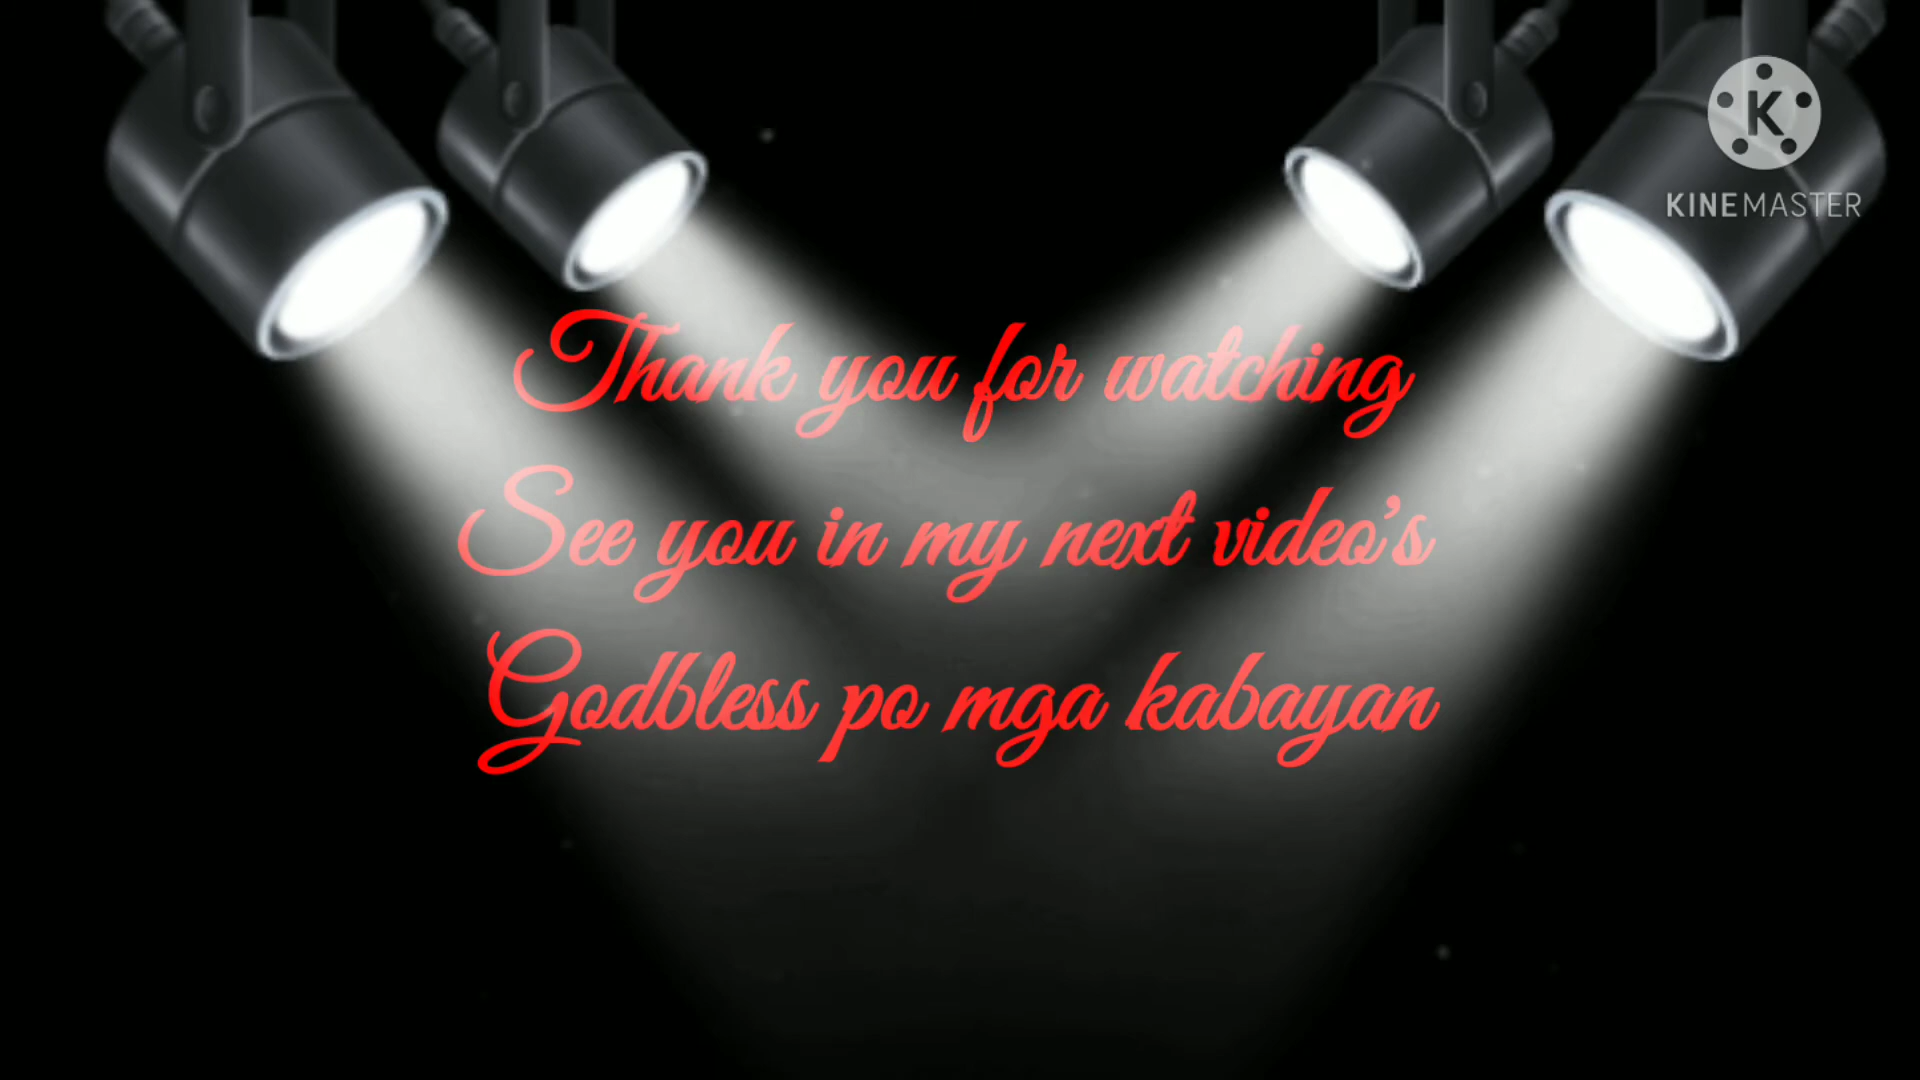 K
KINEMASTER
Thank you for watching
See you in my next video's
Godbless po mga kabayan